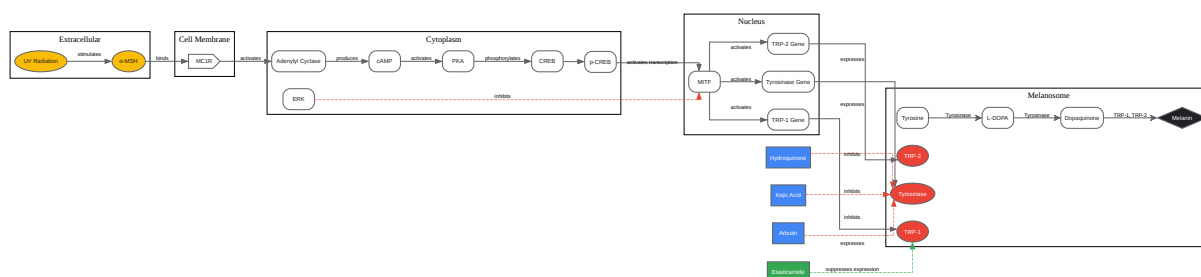 Extracellular
Cell Membrane
Cytoplasm
Nucleus
Melanosome
UV Radiation
stimulates
α-MSH
binds
MC1R
activates
Adenylyl Cyclase
produces
cAMP
activates
PKA
phosphorylates
CREB
p-CREB
activates transcription
ERK
inhibits
MITF
activates
TRP-2 Gene
activates
Tyrosinase Gene
activates
TRP-1 Gene
expresses
expresses
expresses
Tyrosine
Tyrosinase
L-DOPA
Tyrosinase
Dopaquinone
TRP-1, TRP-2
Melanin
Hydroquinone
inhibits
TRP-2
Kojic Acid
inhibits
Tyrosinase
Arbutin
inhibits
TRP-1
Elasticamide
suppresses expression